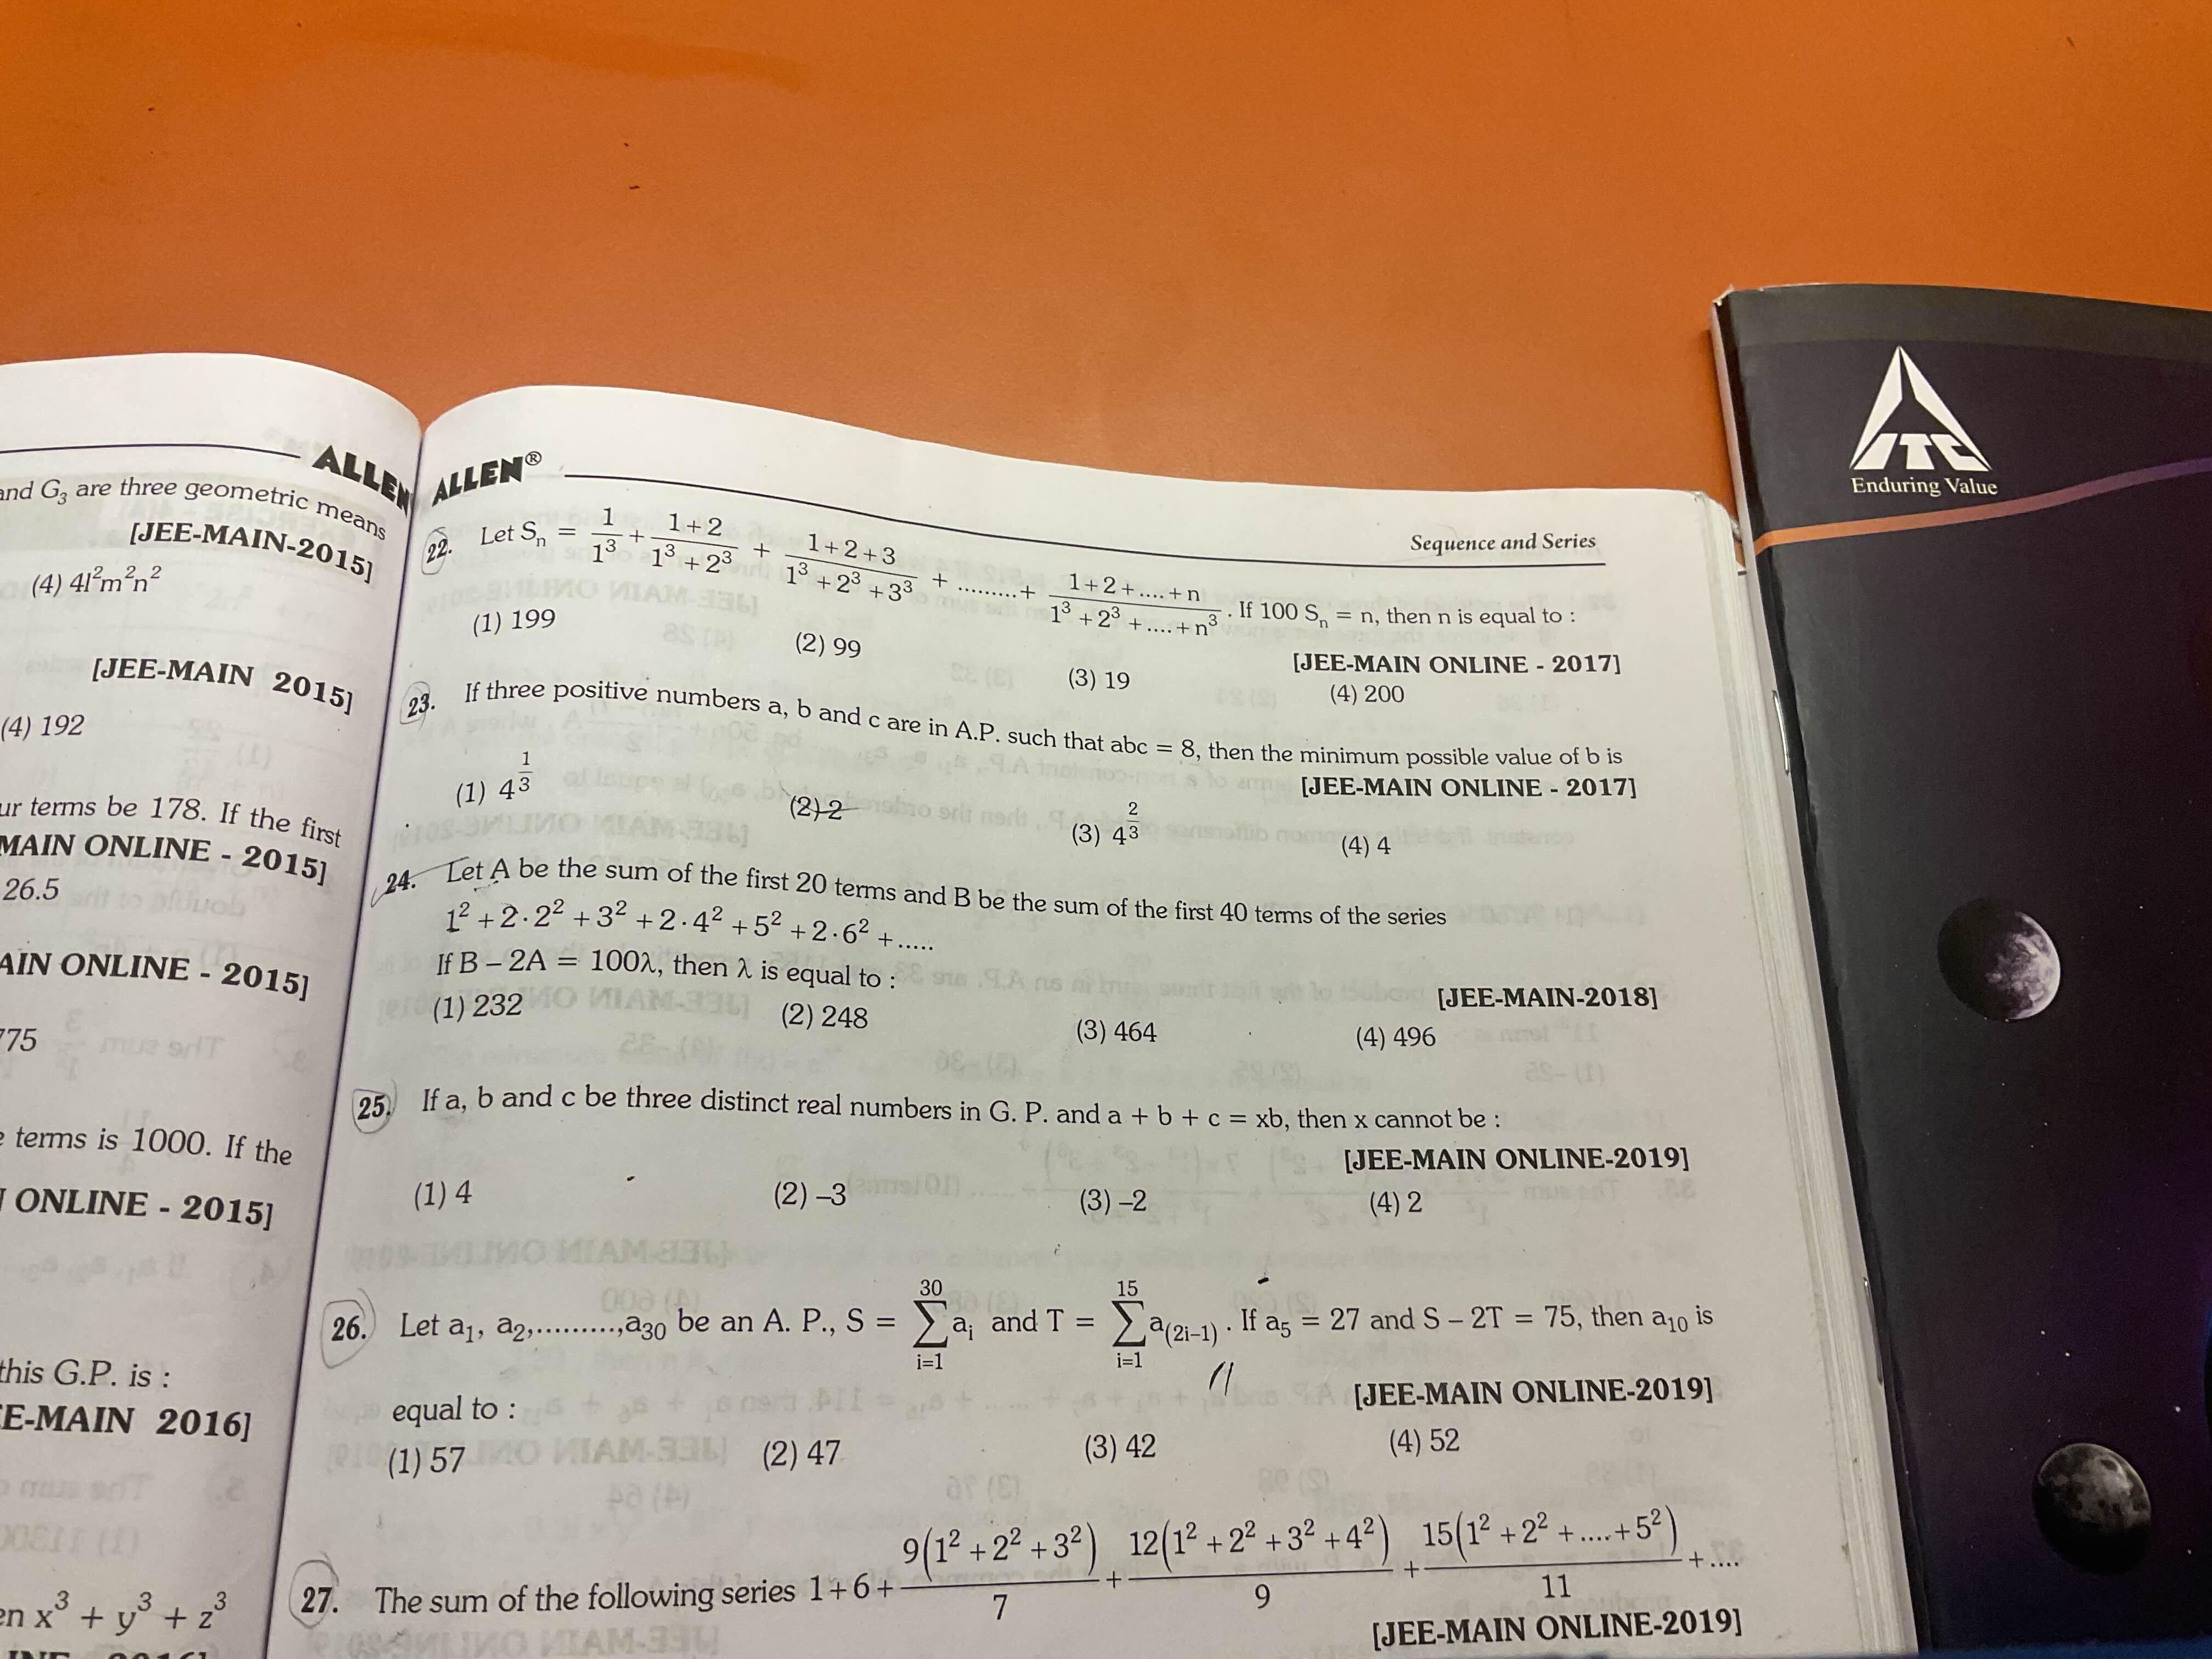 ALLEN
and G₃ are three geometric means
[JEE-MAIN-2015]
(4) 4l²m²n²
[JEE-MAIN 2015]
(4) 192
ur terms be 178. If the first
MAIN ONLINE - 2015]
26.5
AIN ONLINE - 2015]
775
e terms is 1000. If the
N ONLINE - 2015]
this G.P. is :
EE-MAIN 2016]
en x³ + y³ + z³
ALLEN®
Sequence and Series
22. Let Sₙ = 1/1³ + (1+2)/(1³+2³) + (1+2+3)/(1³+2³+3³) + .........+ (1+2+....+n)/(1³+2³+....+n³). If 100 Sₙ = n, then n is equal to :
[JEE-MAIN ONLINE - 2017]
(1) 199 (2) 99 (3) 19 (4) 200
23. If three positive numbers a, b and c are in A.P. such that abc = 8, then the minimum possible value of b is
[JEE-MAIN ONLINE - 2017]
(1) 4^(1/3) (2) 2 (3) 4^(2/3) (4) 4
24. Let A be the sum of the first 20 terms and B be the sum of the first 40 terms of the series
1² + 2·2² + 3² + 2·4² + 5² + 2·6² + .....
If B – 2A = 100λ, then λ is equal to :
[JEE-MAIN-2018]
(1) 232 (2) 248 (3) 464 (4) 496
25. If a, b and c be three distinct real numbers in G. P. and a + b + c = xb, then x cannot be :
[JEE-MAIN ONLINE-2019]
(1) 4 (2) –3 (3) –2 (4) 2
26. Let a₁, a₂,.........,a₃₀ be an A. P., S = ∑_{i=1}^{30} aᵢ and T = ∑_{i=1}^{15} a₍₂ᵢ₋₁₎. If a₅ = 27 and S – 2T = 75, then a₁₀ is
equal to :
[JEE-MAIN ONLINE-2019]
(1) 57 (2) 47 (3) 42 (4) 52
27. The sum of the following series 1+6+ 9(1²+2²+3²)/7 + 12(1²+2²+3²+4²)/9 + 15(1²+2²+....+5²)/11 +....
[JEE-MAIN ONLINE-2019]
ITC
Enduring Value